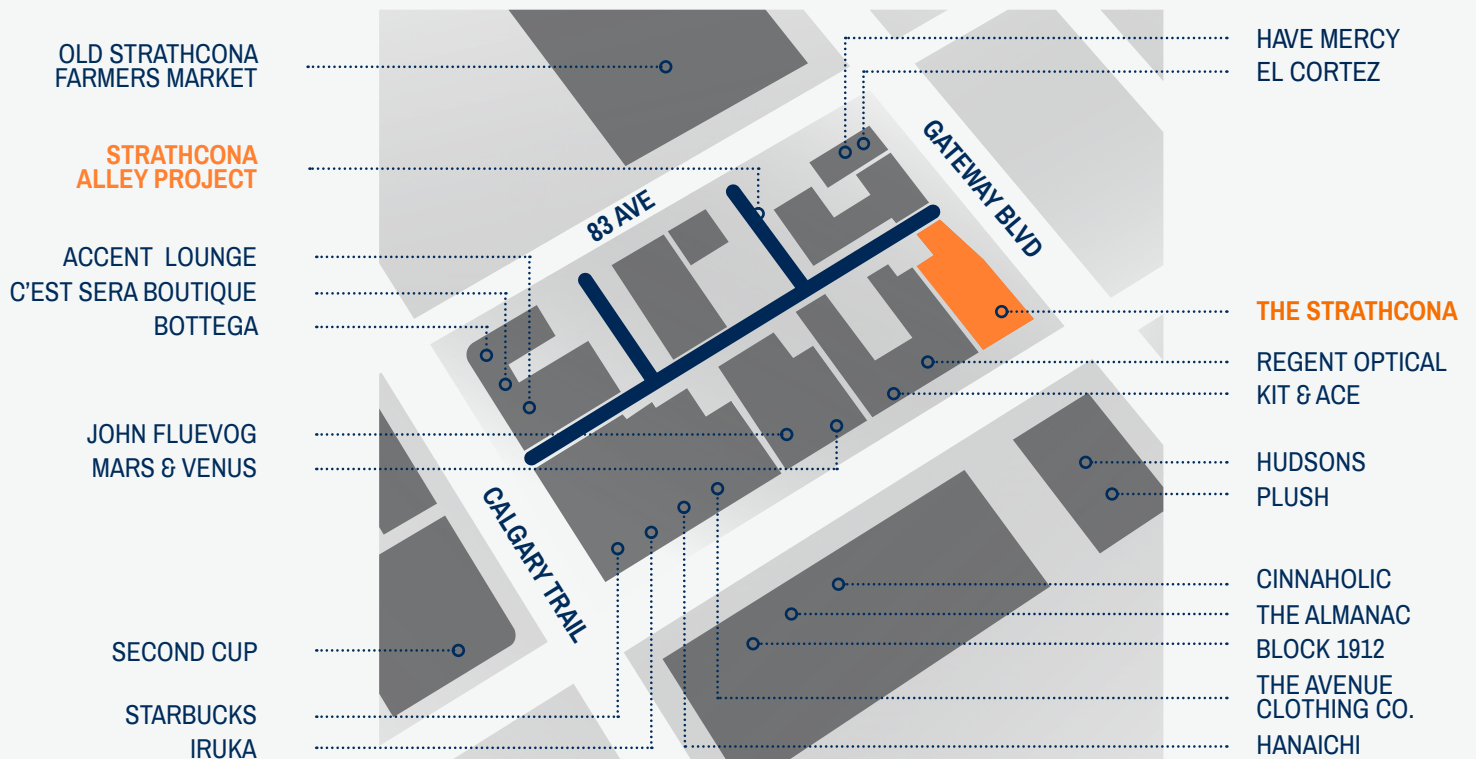 OLD STRATHCONA
FARMERS MARKET
STRATHCONA
ALLEY PROJECT
ACCENT LOUNGE
C'EST SERA BOUTIQUE
BOTTEGA
JOHN FLUEVOG
MARS & VENUS
SECOND CUP
STARBUCKS
IRUKA
83 AVE
GATEWAY BLVD
CALGARY TRAIL
HAVE MERCY
EL CORTEZ
THE STRATHCONA
REGENT OPTICAL
KIT & ACE
HUDSONS
PLUSH
CINNAHOLIC
THE ALMANAC
BLOCK 1912
THE AVENUE
CLOTHING CO.
HANAICHI